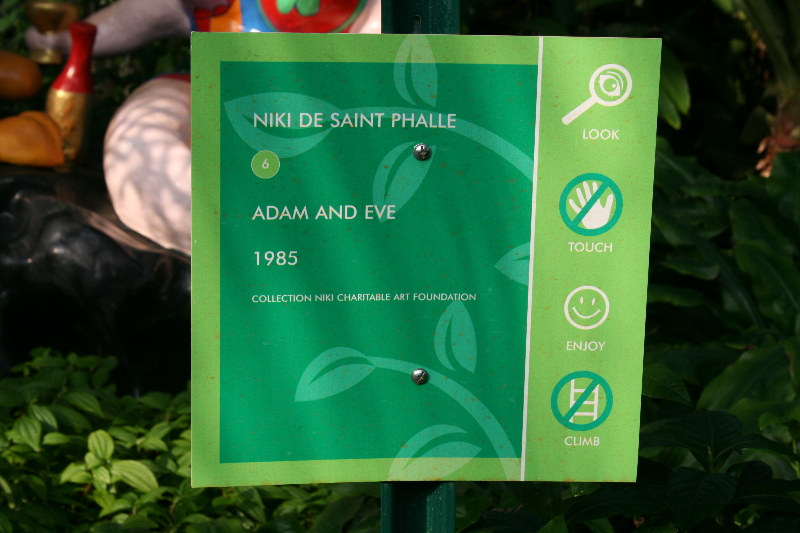 NIKI DE SAINT PHALLE
6
ADAM AND EVE
1985
COLLECTION NIKI CHARITABLE ART FOUNDATION
LOOK
TOUCH
ENJOY
CLIMB